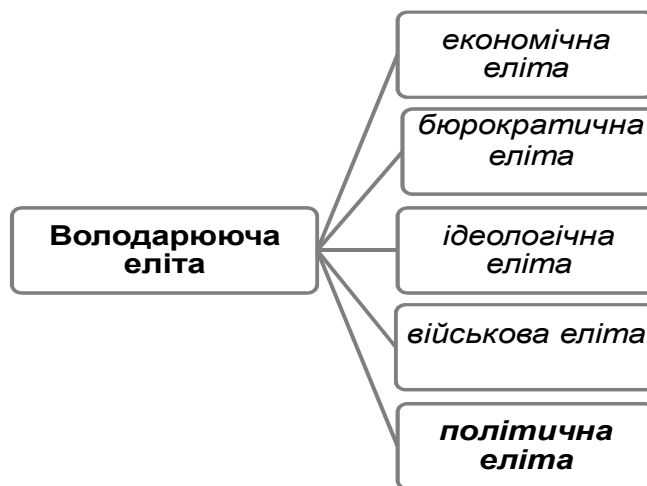 економічна
еліта
бюрократична
еліта
Володарююча
еліта
ідеологічна
еліта
військова еліта
політична
еліта